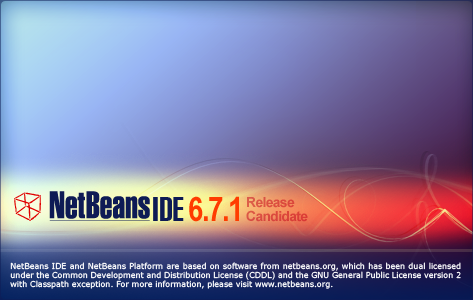 NetBeans IDE 6.7.1 Release
Candidate
NetBeans IDE and NetBeans Platform are based on software from netbeans.org, which has been dual licensed
under the Common Development and Distribution License (CDDL) and the GNU General Public License version 2
with Classpath exception. For more information, please visit www.netbeans.org.